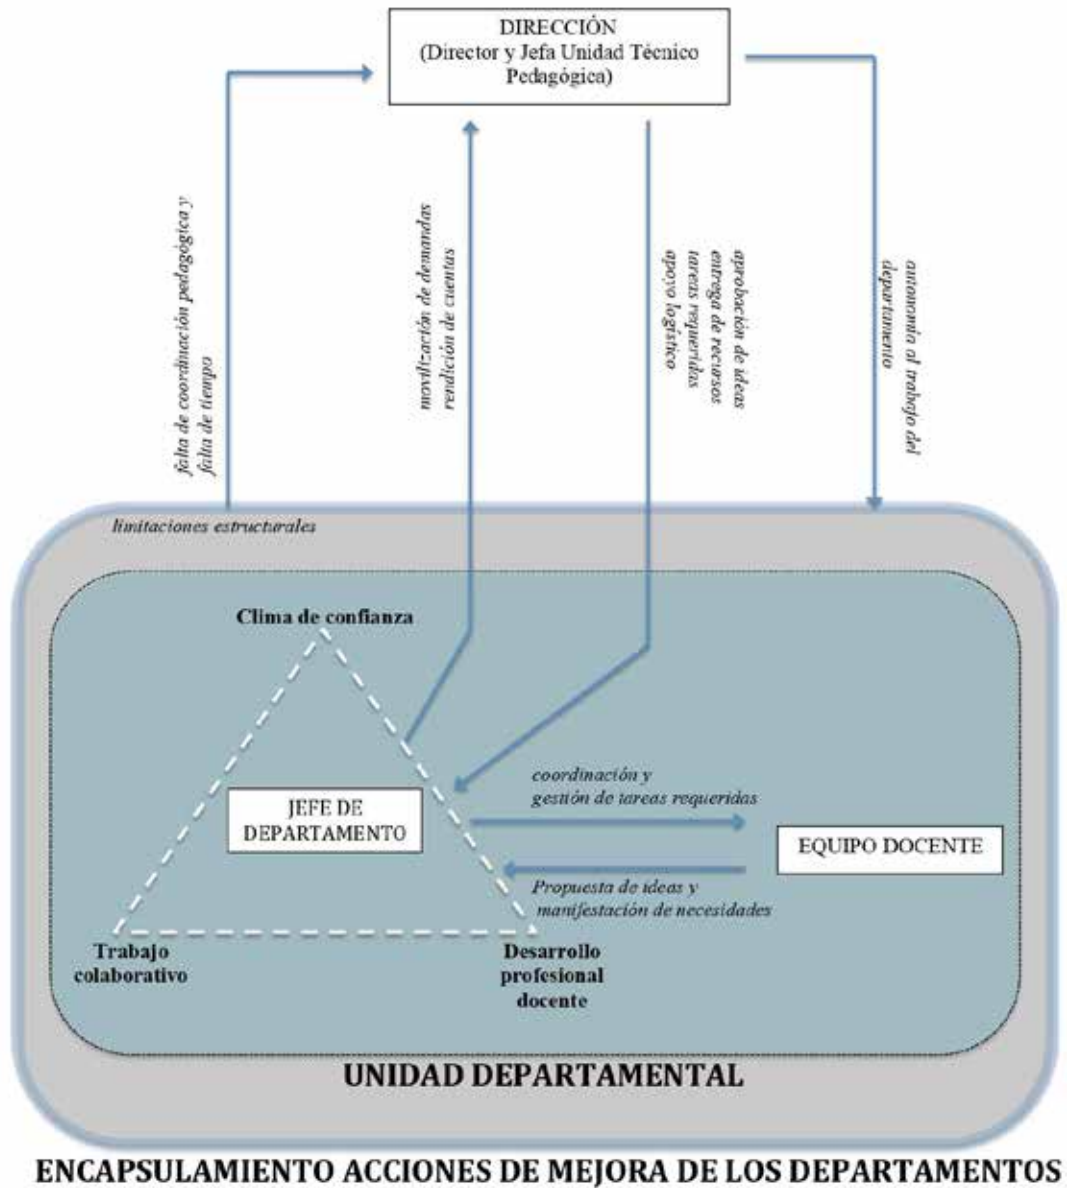 DIRECCIÓN
(Director y Jefa Unidad Técnico
Pedagógica)
falta de coordinación pedagógica y
falta de tiempo
movilización de demandas
rendición de cuentas
aprobación de ideas
entrega de recursos
tareas requeridas
apoyo logístico
autonomía al trabajo del
departamento
limitaciones estructurales
Clima de confianza
JEFE DE
DEPARTAMENTO
coordinación y
gestión de tareas requeridas
EQUIPO DOCENTE
Propuesta de ideas y
manifestación de necesidades
Trabajo
colaborativo
Desarrollo
profesional
docente
UNIDAD DEPARTAMENTAL
ENCAPSULAMIENTO ACCIONES DE MEJORA DE LOS DEPARTAMENTOS